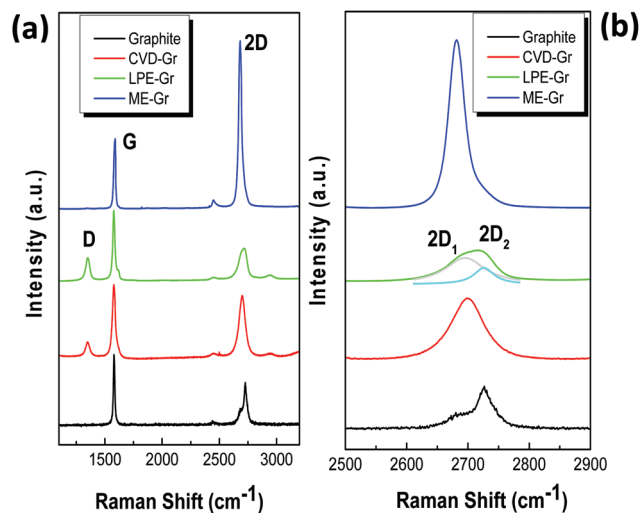 (a)
Graphite
CVD-Gr
LPE-Gr
ME-Gr
2D
G
D
Intensity (a.u.)
1500 2000 2500 3000
Raman Shift (cm-1)
(b)
Graphite
CVD-Gr
LPE-Gr
ME-Gr
2D1 2D2
Intensity (a.u.)
2500 2600 2700 2800 2900
Raman Shift (cm-1)